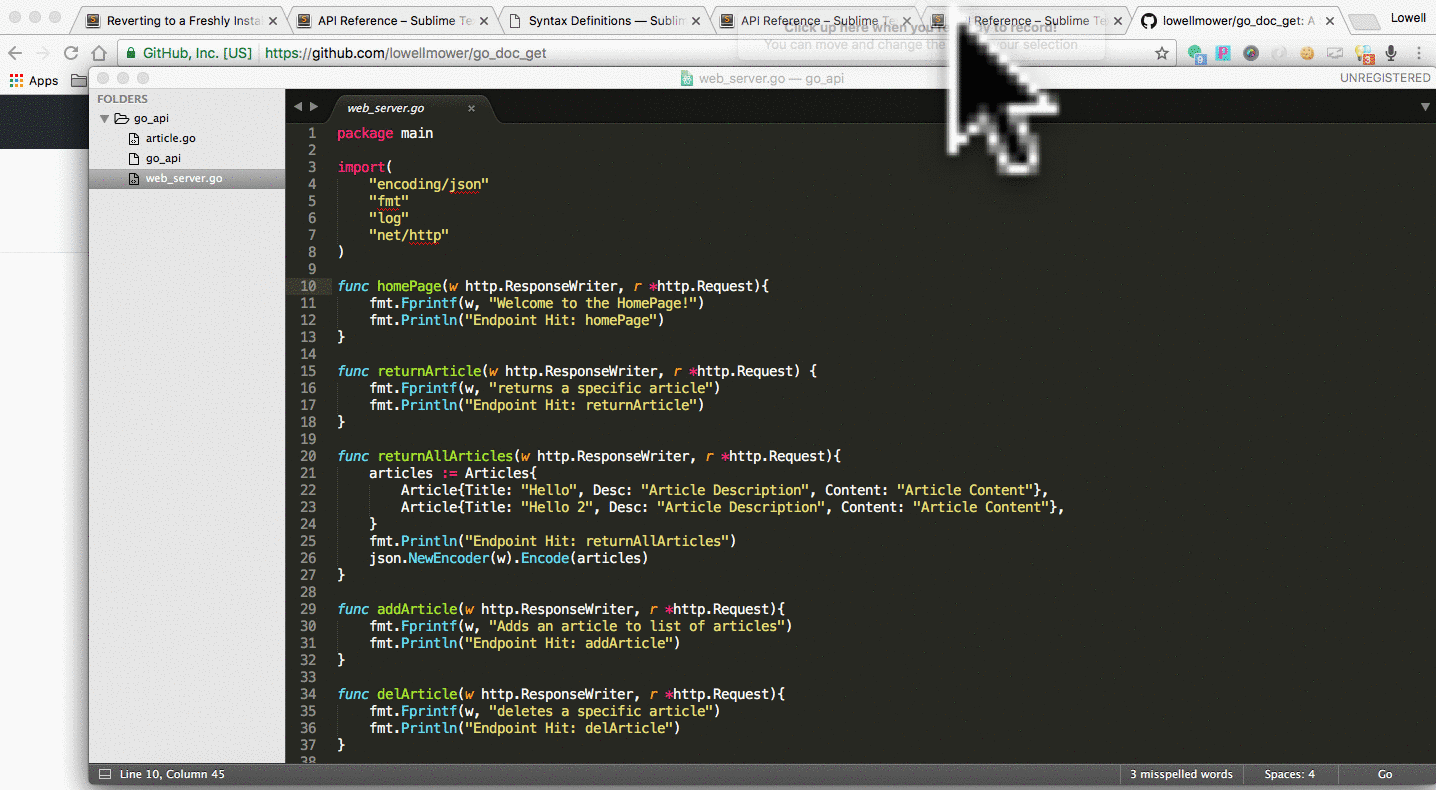 Reverting to a Freshly Instal
API Reference – Sublime Te
Syntax Definitions — Sublim
API Reference – Sublime Te
Reference – Sublime Te
lowellmower/go_doc_get: A
Lowell
GitHub, Inc. [US] https://github.com/lowellmower/go_doc_get
Click up here when you
to record!
You can move and change the
your selection
9
3
Apps
web_server.go — go_api
UNREGISTERED
FOLDERS
go_api
article.go
go_api
web_server.go
web_server.go
1 package main
2
3 import(
4 "encoding/json"
5 "fmt"
6 "log"
7 "net/http"
8 )
9
10 func homePage(w http.ResponseWriter, r *http.Request){
11 fmt.Fprintf(w, "Welcome to the HomePage!")
12 fmt.Println("Endpoint Hit: homePage")
13 }
14
15 func returnArticle(w http.ResponseWriter, r *http.Request) {
16 fmt.Fprintf(w, "returns a specific article")
17 fmt.Println("Endpoint Hit: returnArticle")
18 }
19
20 func returnAllArticles(w http.ResponseWriter, r *http.Request){
21 articles := Articles{
22 Article{Title: "Hello", Desc: "Article Description", Content: "Article Content"},
23 Article{Title: "Hello 2", Desc: "Article Description", Content: "Article Content"},
24 }
25 fmt.Println("Endpoint Hit: returnAllArticles")
26 json.NewEncoder(w).Encode(articles)
27 }
28
29 func addArticle(w http.ResponseWriter, r *http.Request){
30 fmt.Fprintf(w, "Adds an article to list of articles")
31 fmt.Println("Endpoint Hit: addArticle")
32 }
33
34 func delArticle(w http.ResponseWriter, r *http.Request){
35 fmt.Fprintf(w, "deletes a specific article")
36 fmt.Println("Endpoint Hit: delArticle")
37 }
38
Line 10, Column 45
3 misspelled words
Spaces: 4
Go